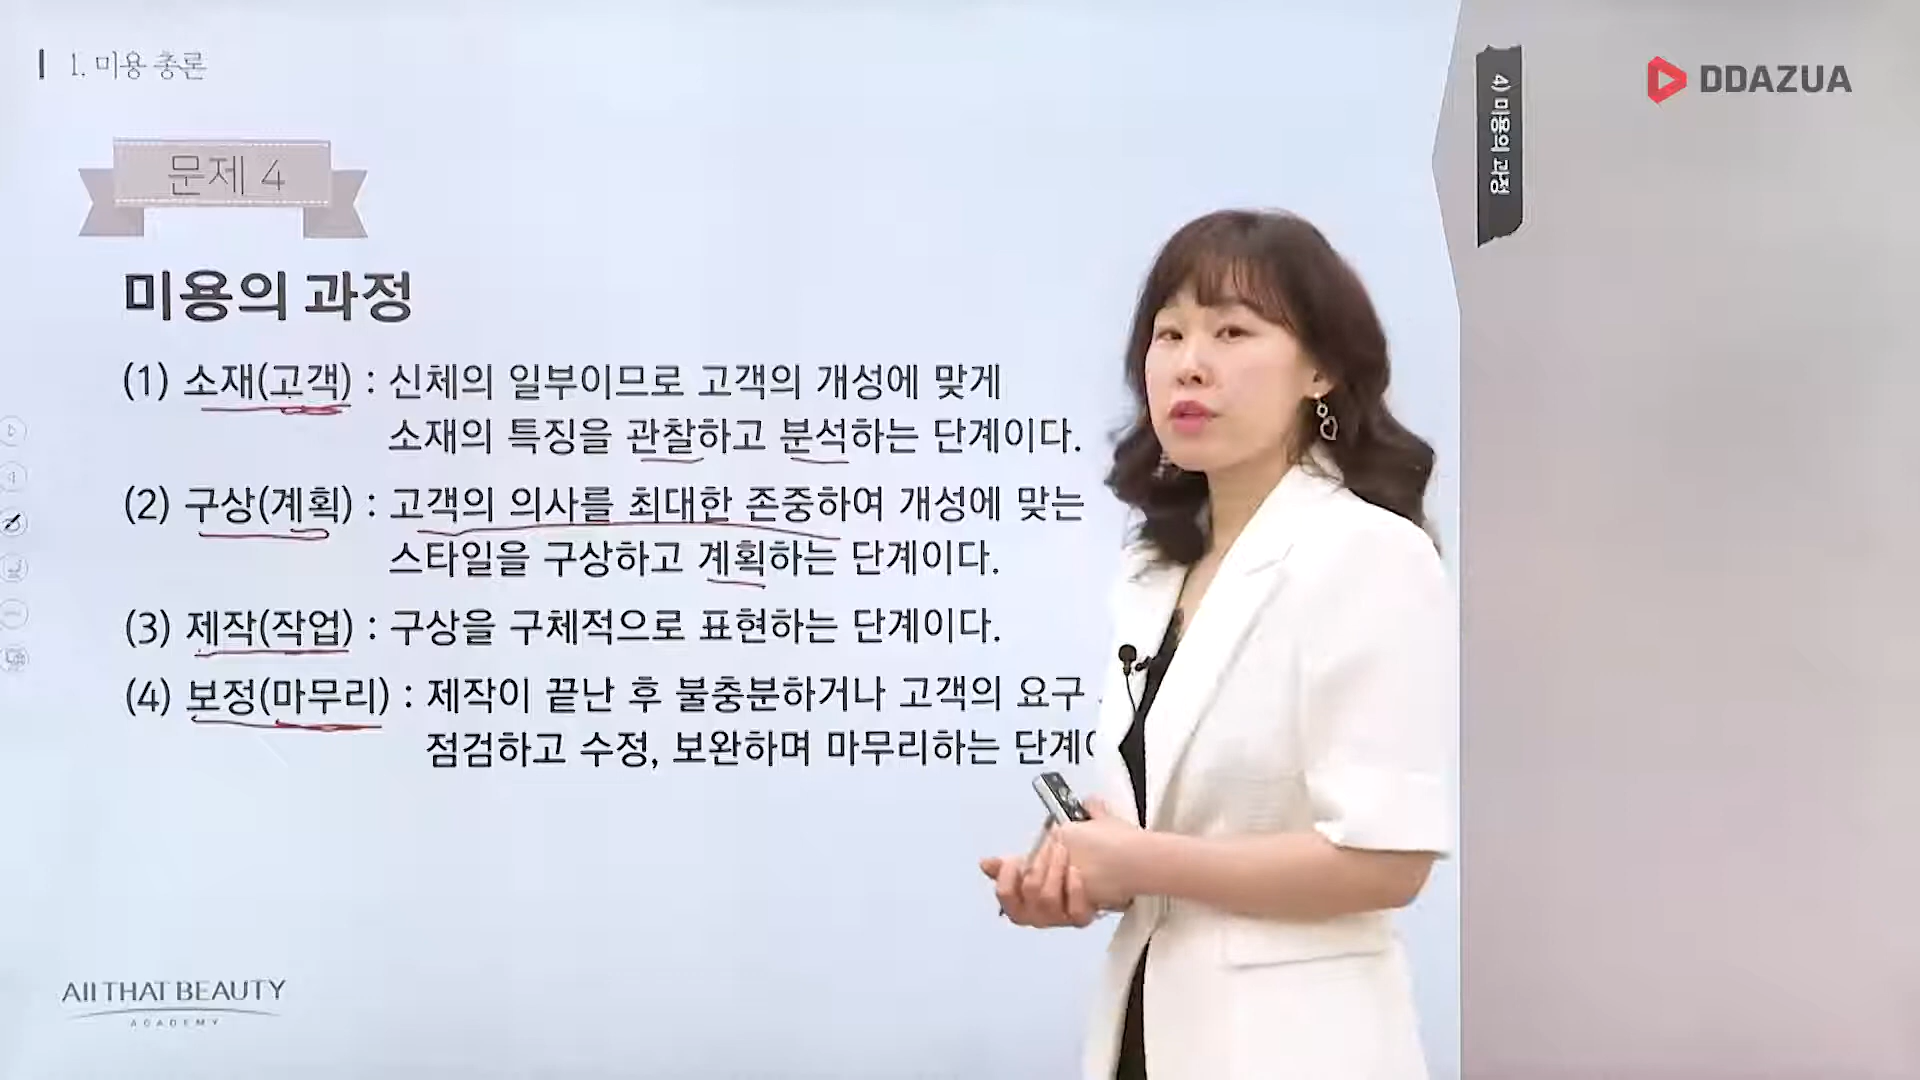 1. 미용 총론
4) 미용의 과정
DDAZUA
문제 4
미용의 과정
(1) 소재(고객) : 신체의 일부이므로 고객의 개성에 맞게
소재의 특징을 관찰하고 분석하는 단계이다.
(2) 구상(계획) : 고객의 의사를 최대한 존중하여 개성에 맞는
스타일을 구상하고 계획하는 단계이다.
(3) 제작(작업) : 구상을 구체적으로 표현하는 단계이다.
(4) 보정(마무리) : 제작이 끝난 후 불충분하거나 고객의 요구
점검하고 수정, 보완하며 마무리하는 단계
All THAT BEAUTY
ACADEMY